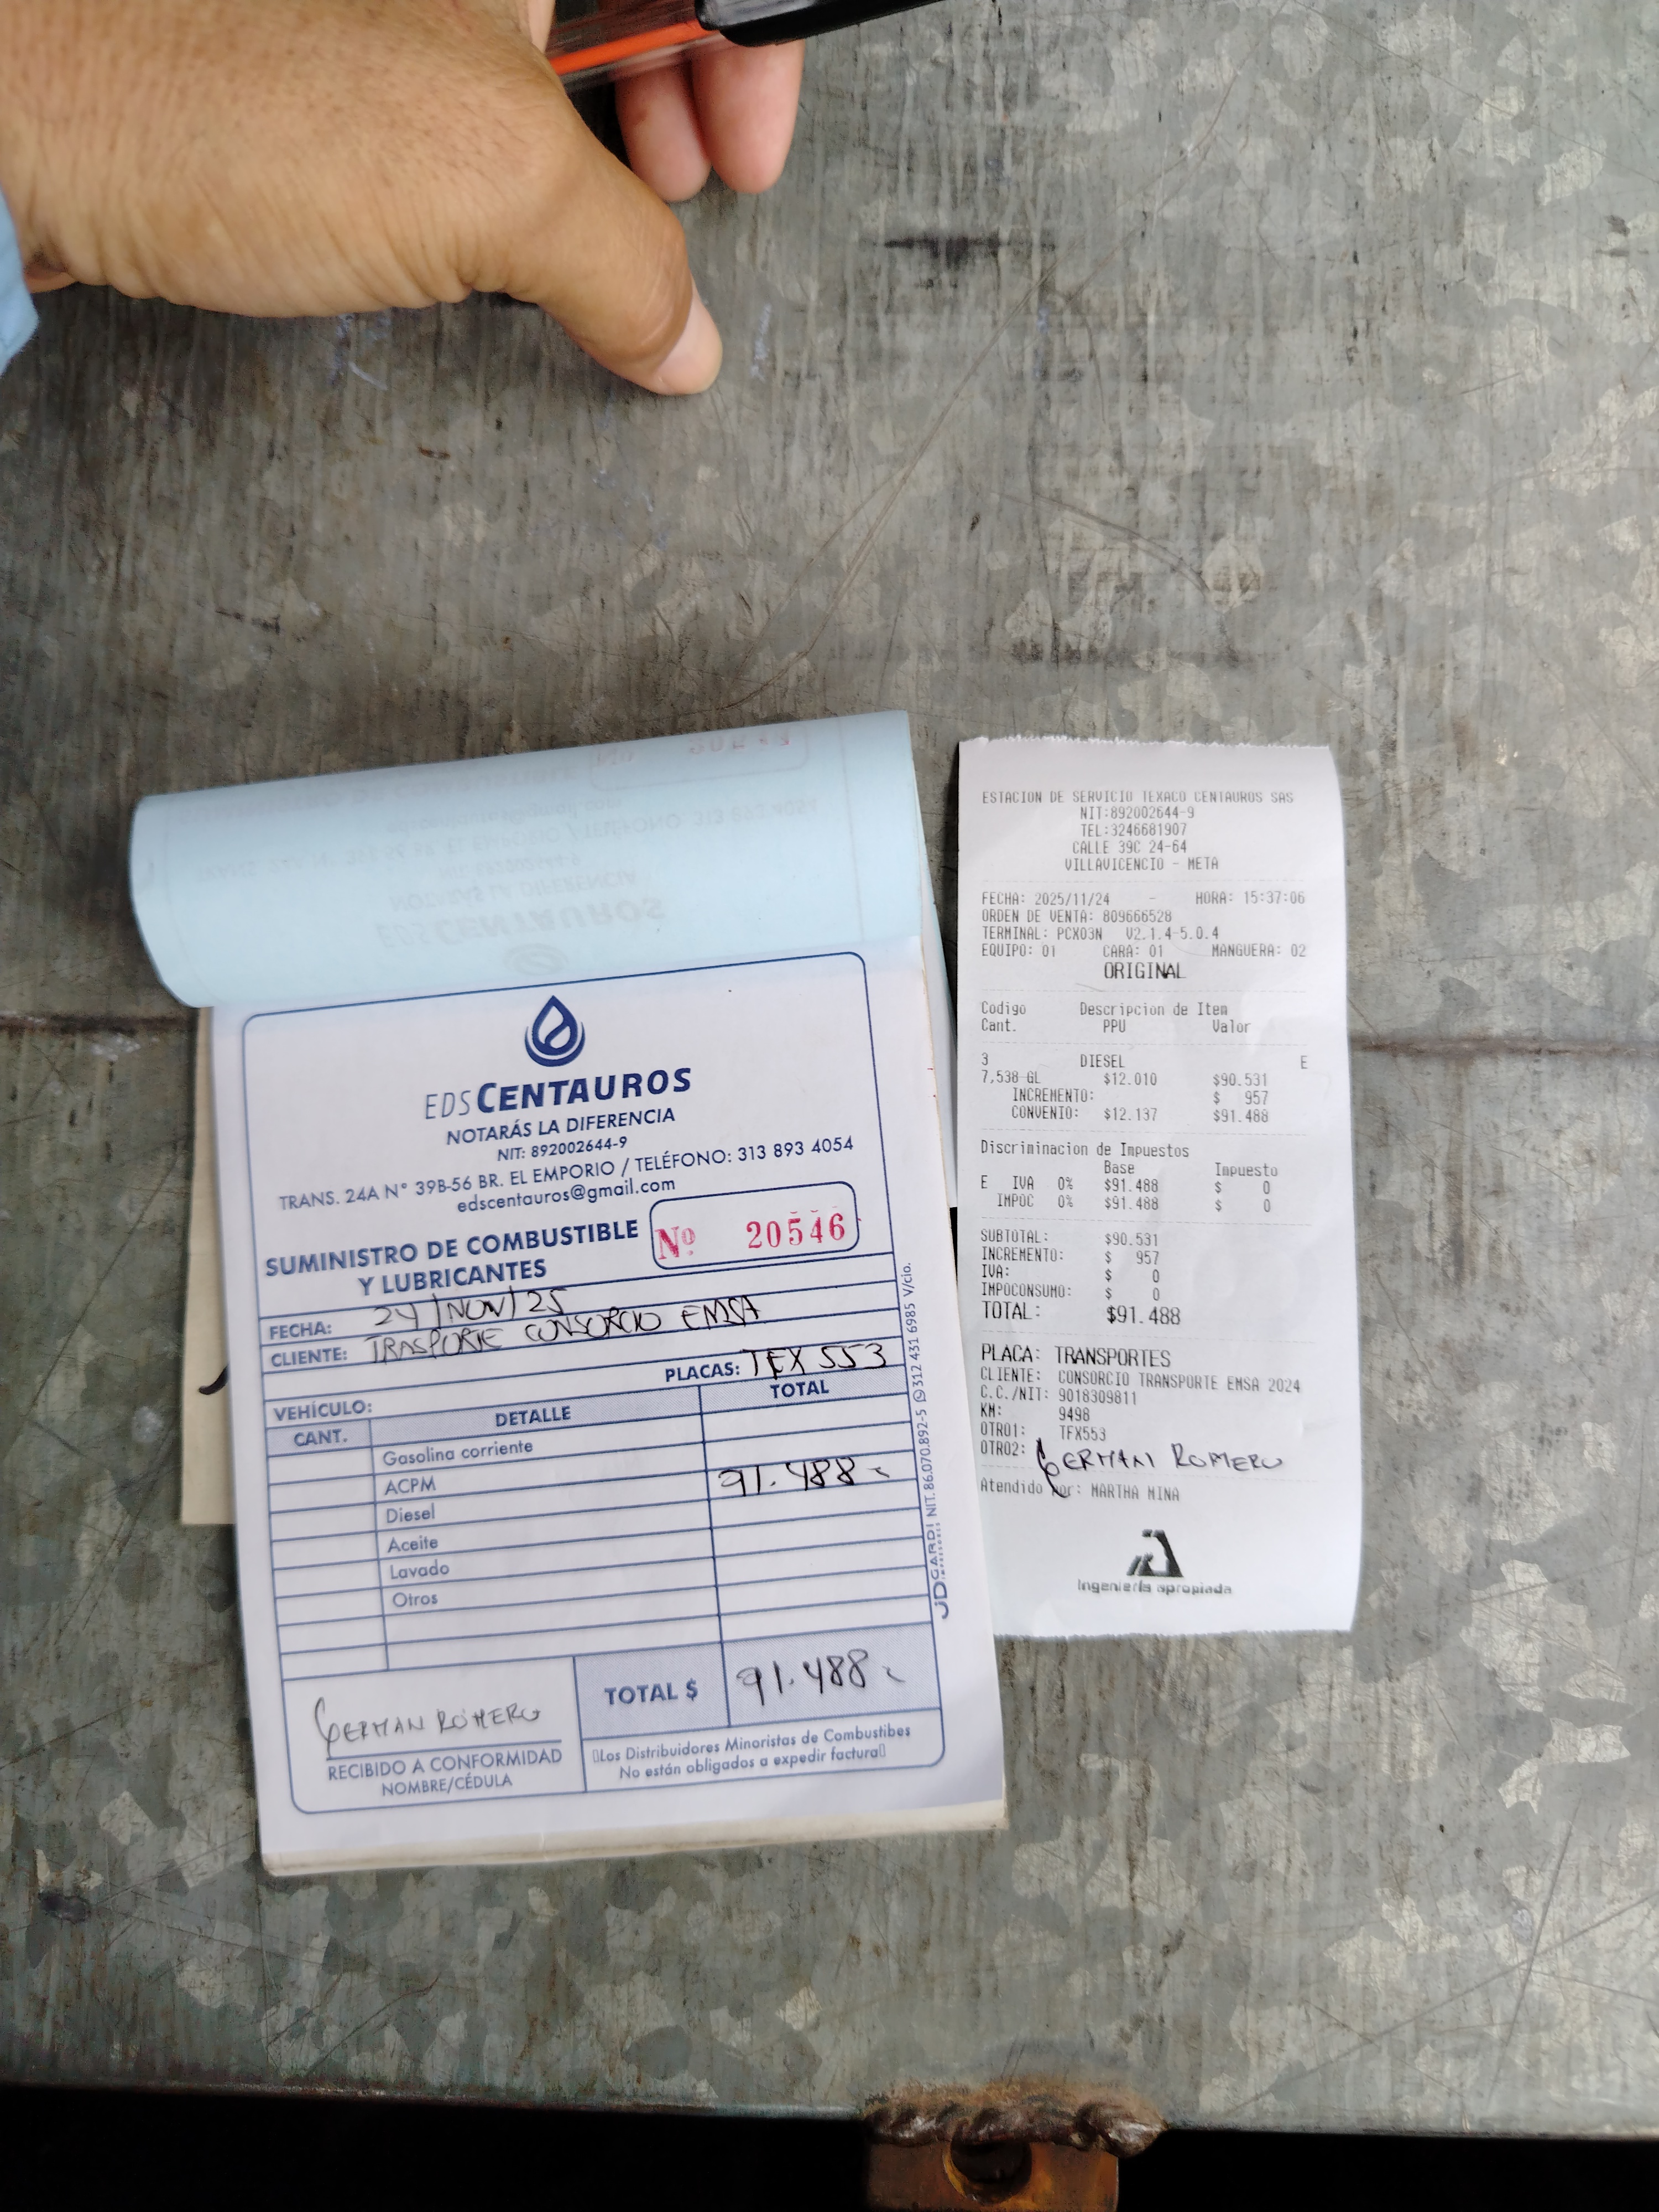 EDSCENTAUROS
NOTARÁS LA DIFERENCIA
NIT: 892002644-9
TRANS. 24A N° 39B-56 BR. EL EMPORIO / TELÉFONO: 313 893 4054
edscentauros@gmail.com
SUMINISTRO DE COMBUSTIBLE
Y LUBRICANTES
Nº 20546
FECHA: 24/NOV/25
CLIENTE: TRASPORTE CONSORCIO EMSA
PLACAS: TFX 553
VEHÍCULO:
CANT. DETALLE TOTAL
Gasolina corriente
ACPM 91.488
Diesel
Aceite
Lavado
Otros
TOTAL $ 91.488
GERMAN ROMERO
RECIBIDO A CONFORMIDAD
NOMBRE/CÉDULA
Los Distribuidores Minoristas de Combustibes
No están obligados a expedir factura
JDGARDI NIT. 86.070.892-5 312 431 6985 V/cio.
ESTACION DE SERVICIO TEXACO CENTAUROS SAS
NIT:892002644-9
TEL:3246681907
CALLE 39C 24-64
VILLAVICENCIO - META
FECHA: 2025/11/24 - HORA: 15:37:06
ORDEN DE VENTA: 809666528
TERMINAL: PCX03N V2.1.4-5.0.4
EQUIPO: 01 CARA: 01 MANGUERA: 02
ORIGINAL
Codigo Descripcion de Item
Cant. PPU Valor
3 DIESEL E
7,538 GL $12.010 $90.531
INCREMENTO: $ 957
CONVENIO: $12.137 $91.488
Discriminacion de Impuestos
Base Impuesto
E IVA 0% $91.488 $ 0
IMPOC 0% $91.488 $ 0
SUBTOTAL: $90.531
INCREMENTO: $ 957
IVA: $ 0
IMPOCONSUMO: $ 0
TOTAL: $91.488
PLACA: TRANSPORTES
CLIENTE: CONSORCIO TRANSPORTE EMSA 2024
C.C./NIT: 9018309811
KM: 9498
OTRO1: TFX553
OTRO2: GERMAN ROMERO
Atendido por: MARTHA MINA
Ingeniería apropiada